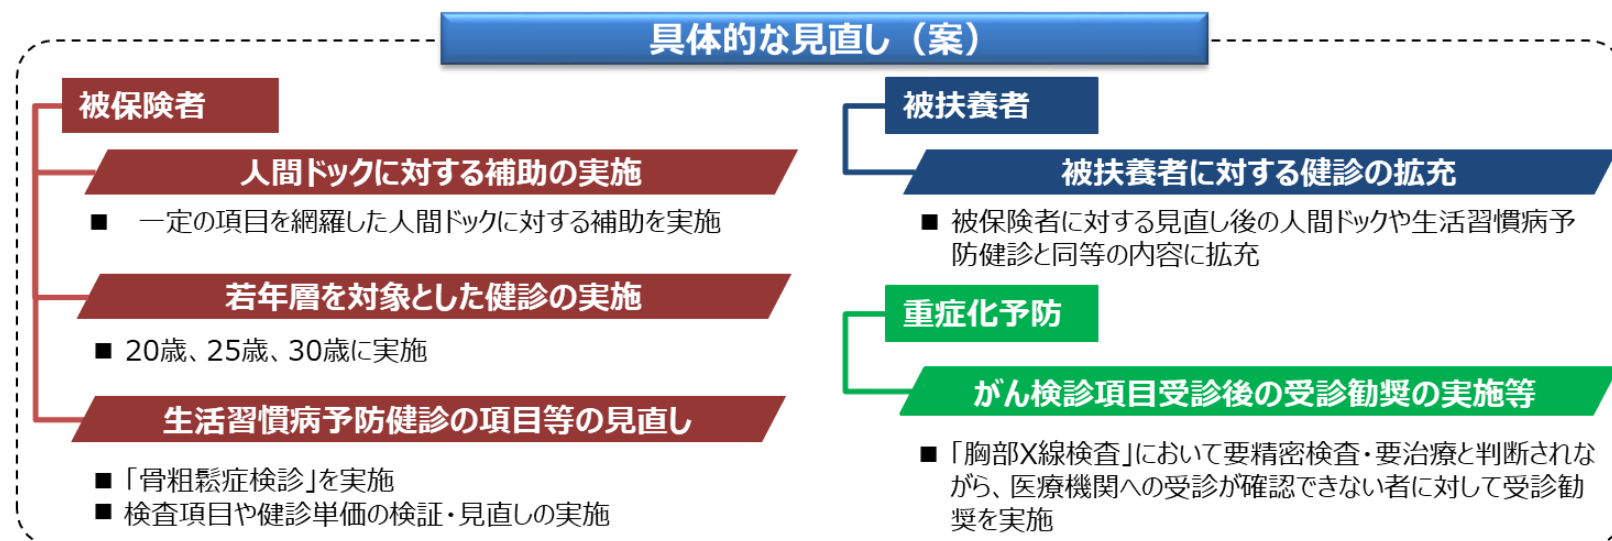 具体的な見直し（案）
被保険者
人間ドックに対する補助の実施
■ 一定の項目を網羅した人間ドックに対する補助を実施
若年層を対象とした健診の実施
■ 20歳、25歳、30歳に実施
生活習慣病予防健診の項目等の見直し
■ 「骨粗鬆症検診」を実施
■ 検査項目や健診単価の検証・見直しの実施
被扶養者
被扶養者に対する健診の拡充
■ 被保険者に対する見直し後の人間ドックや生活習慣病予
防健診と同等の内容に拡充
重症化予防
がん検診項目受診後の受診勧奨の実施等
■ 「胸部X線検査」において要精密検査・要治療と判断されな
がら、医療機関への受診が確認できない者に対して受診勧
奨を実施